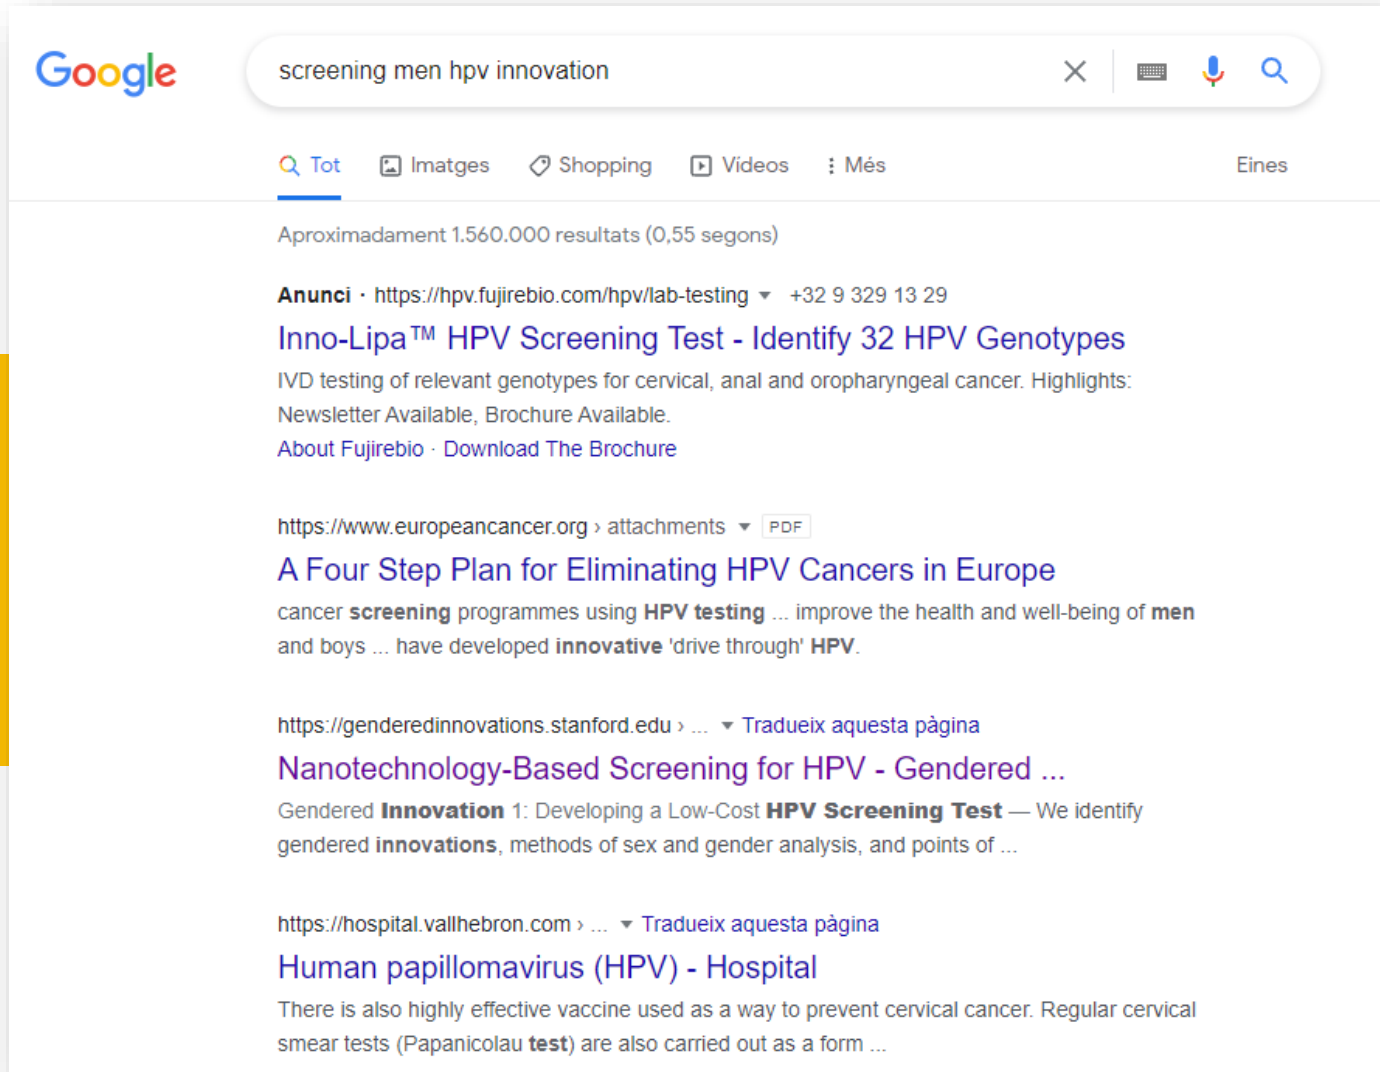 Google
screening men hpv innovation
Tot Imatges Shopping Vídeos Més Eines
Aproximadament 1.560.000 resultats (0,55 segons)
Anunci · https://hpv.fujirebio.com/hpv/lab-testing +32 9 329 13 29
Inno-Lipa™ HPV Screening Test - Identify 32 HPV Genotypes
IVD testing of relevant genotypes for cervical, anal and oropharyngeal cancer. Highlights:
Newsletter Available, Brochure Available.
About Fujirebio · Download The Brochure
https://www.europeancancer.org › attachments PDF
A Four Step Plan for Eliminating HPV Cancers in Europe
cancer screening programmes using HPV testing ... improve the health and well-being of men
and boys ... have developed innovative 'drive through' HPV.
https://genderedinnovations.stanford.edu › ... Tradueix aquesta pàgina
Nanotechnology-Based Screening for HPV - Gendered ...
Gendered Innovation 1: Developing a Low-Cost HPV Screening Test — We identify
gendered innovations, methods of sex and gender analysis, and points of ...
https://hospital.vallhebron.com › ... Tradueix aquesta pàgina
Human papillomavirus (HPV) - Hospital
There is also highly effective vaccine used as a way to prevent cervical cancer. Regular cervical
smear tests (Papanicolau test) are also carried out as a form ...